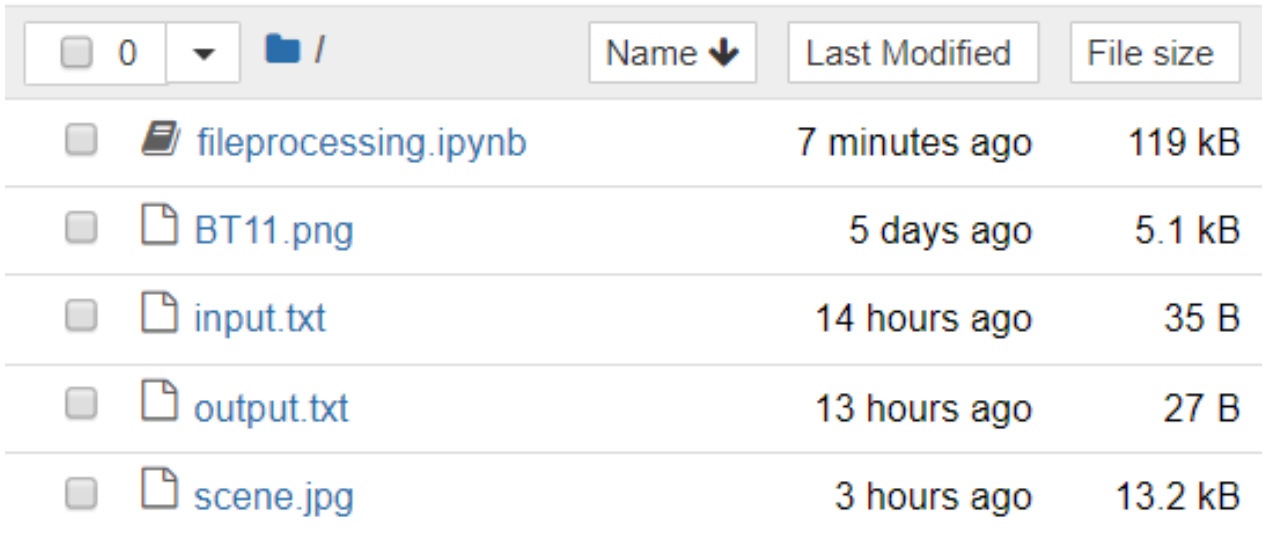 0 / Name Last Modified File size
fileprocessing.ipynb 7 minutes ago 119 kB
BT11.png 5 days ago 5.1 kB
input.txt 14 hours ago 35 B
output.txt 13 hours ago 27 B
scene.jpg 3 hours ago 13.2 kB